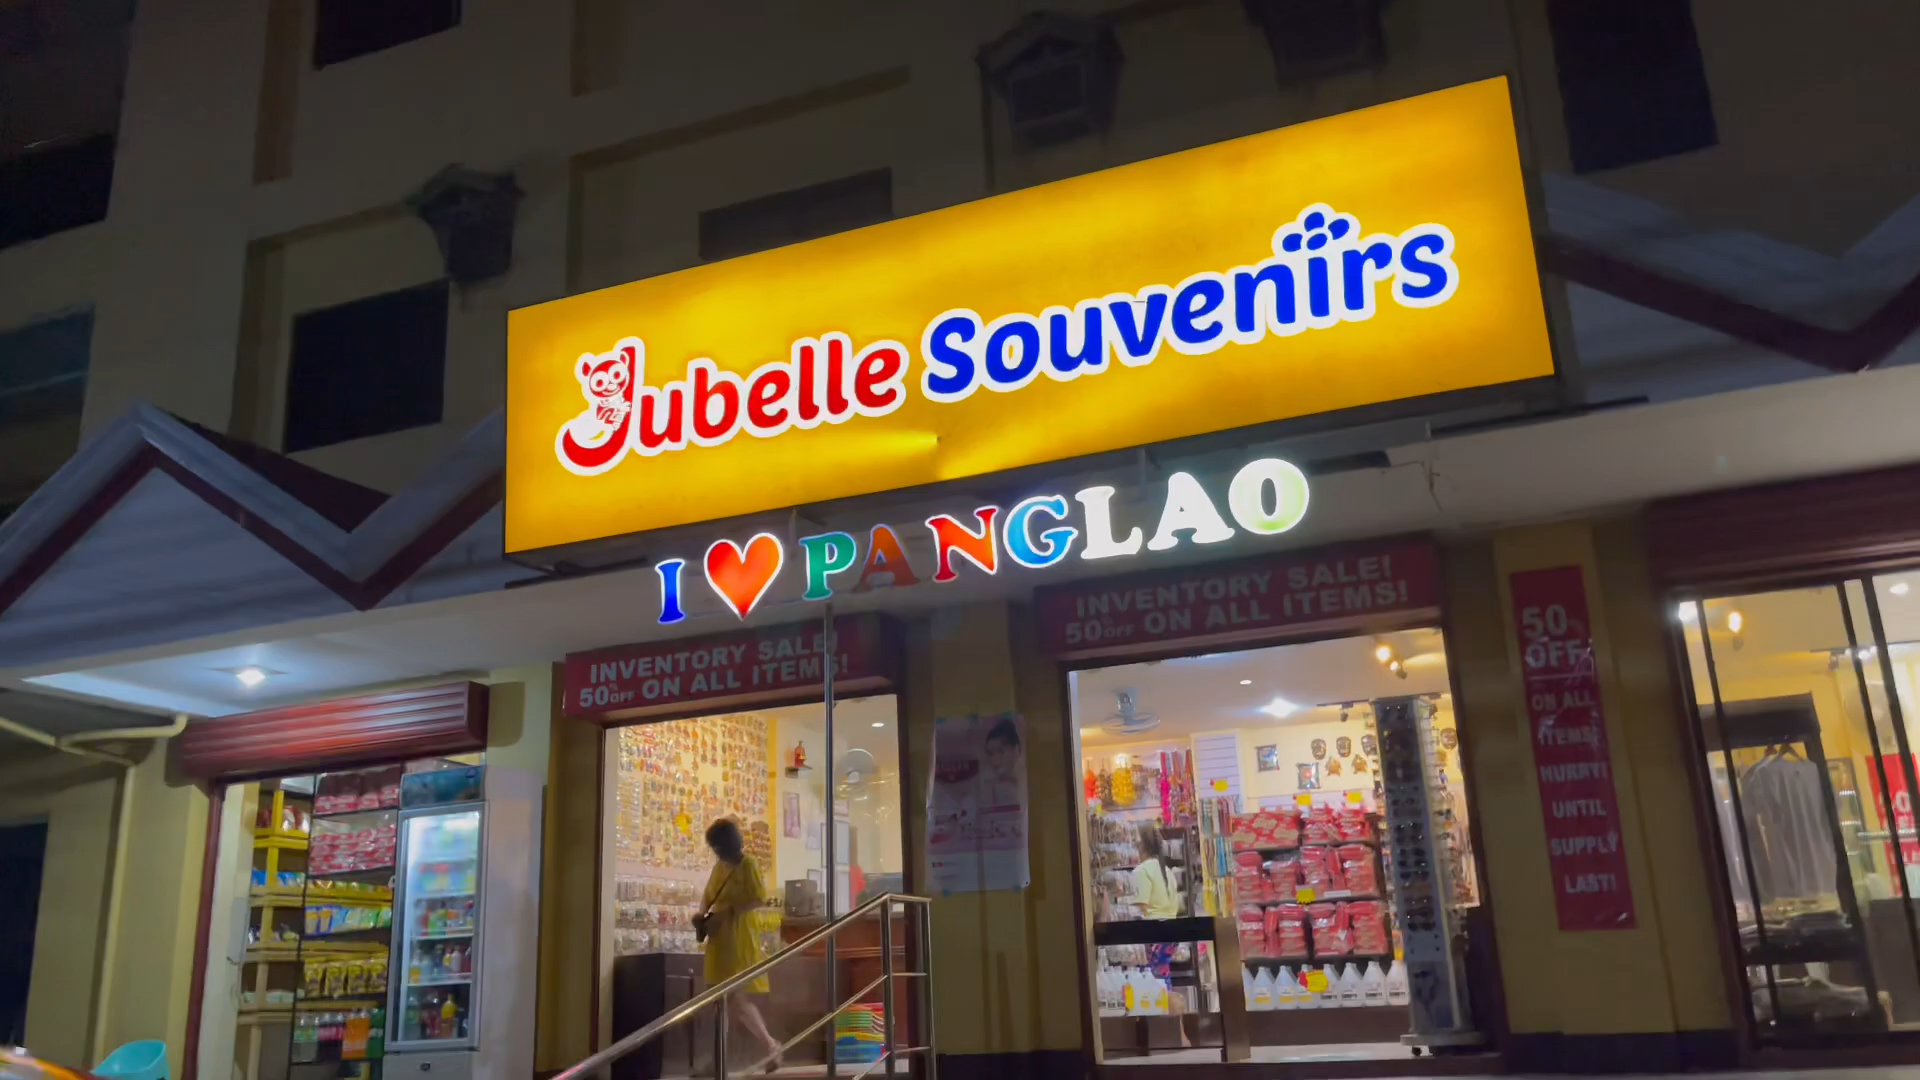 Jubelle Souvenirs
I ♥ PANGLAO
INVENTORY SALE!
50% OFF ON ALL ITEMS!
INVENTORY SALE!
50% OFF ON ALL ITEMS!
50%
OFF
ON ALL
ITEMS!
HURRY!
UNTIL
SUPPLY
LAST!